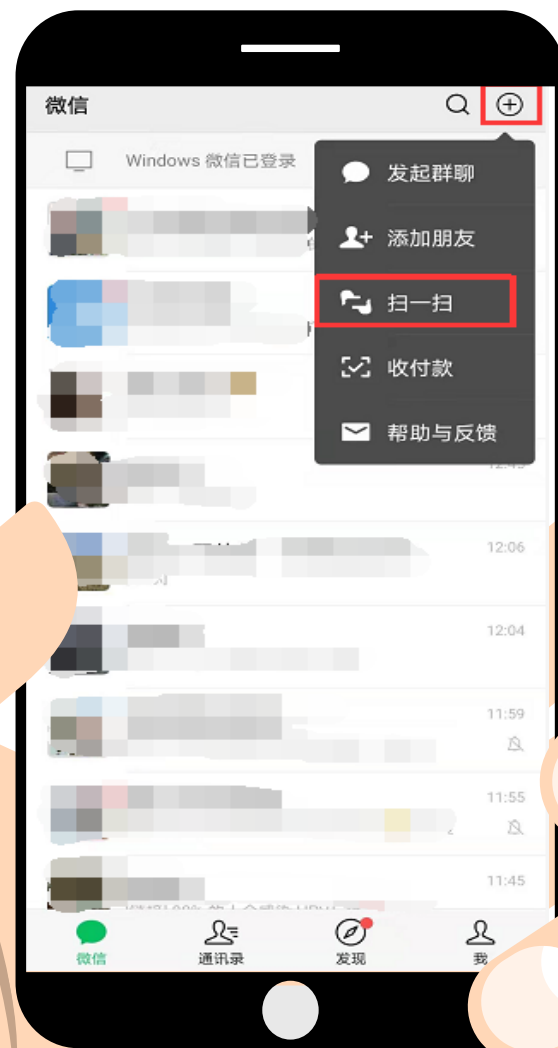 微信
Windows 微信已登录
发起群聊
添加朋友
扫一扫
收付款
帮助与反馈
12:45
12:06
12:04
11:59
11:55
11:45
微信
通讯录
发现
我